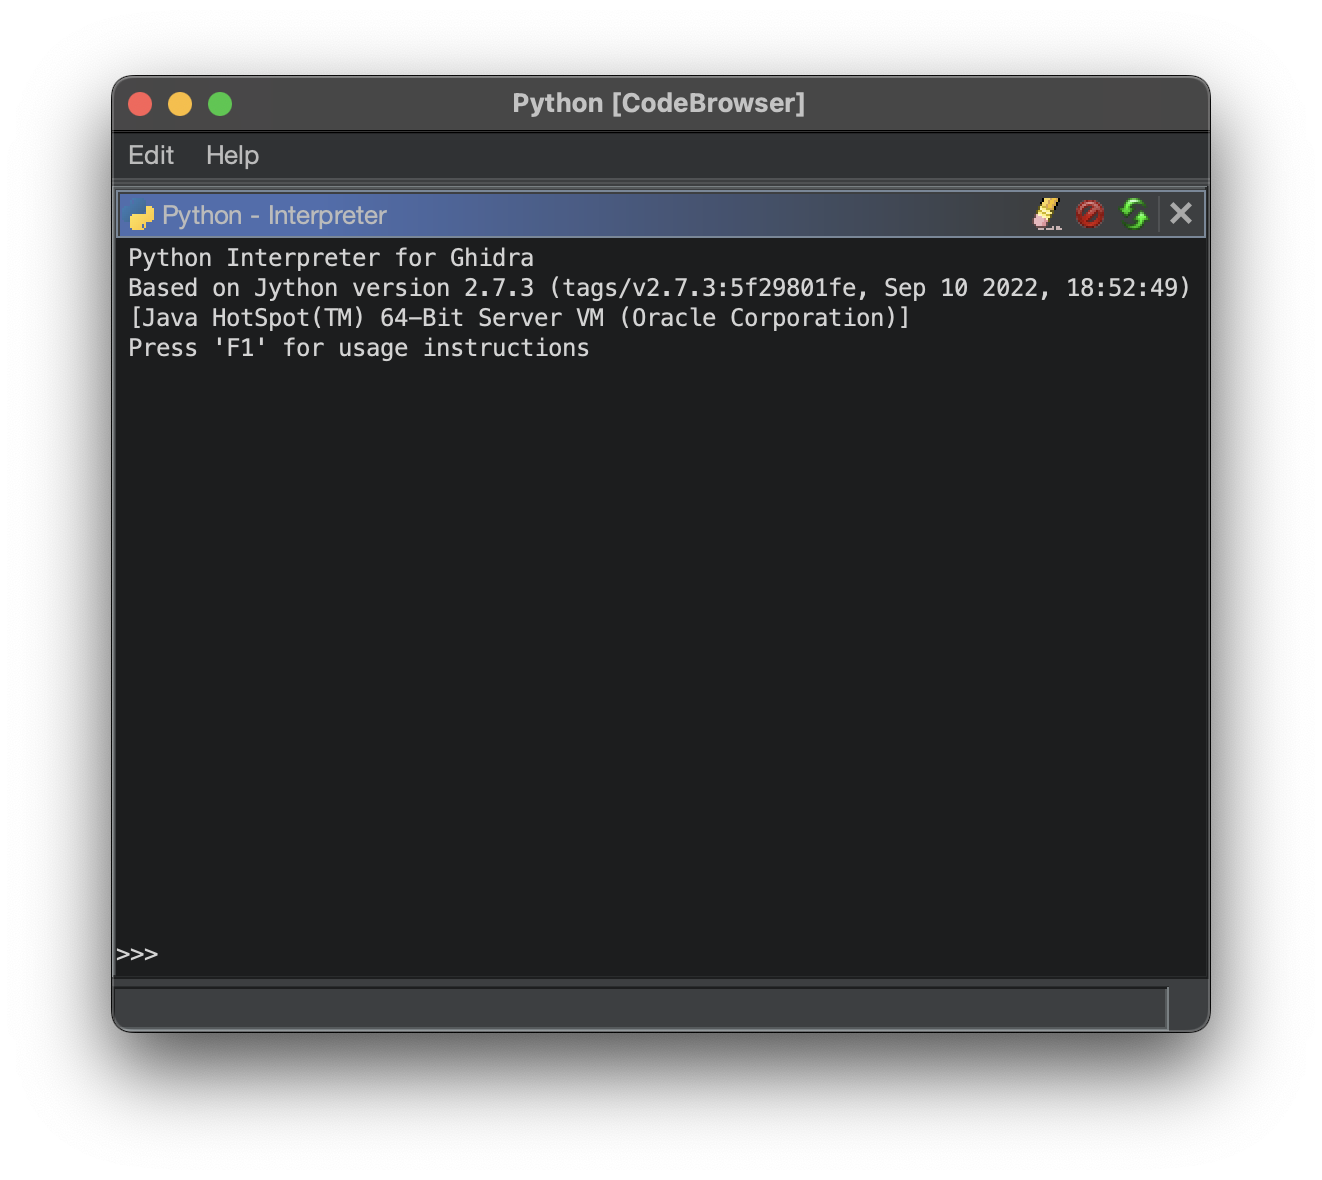 Python [CodeBrowser]
Edit Help
Python - Interpreter
Python Interpreter for Ghidra
Based on Jython version 2.7.3 (tags/v2.7.3:5f29801fe, Sep 10 2022, 18:52:49)
[Java HotSpot(TM) 64-Bit Server VM (Oracle Corporation)]
Press 'F1' for usage instructions
>>>